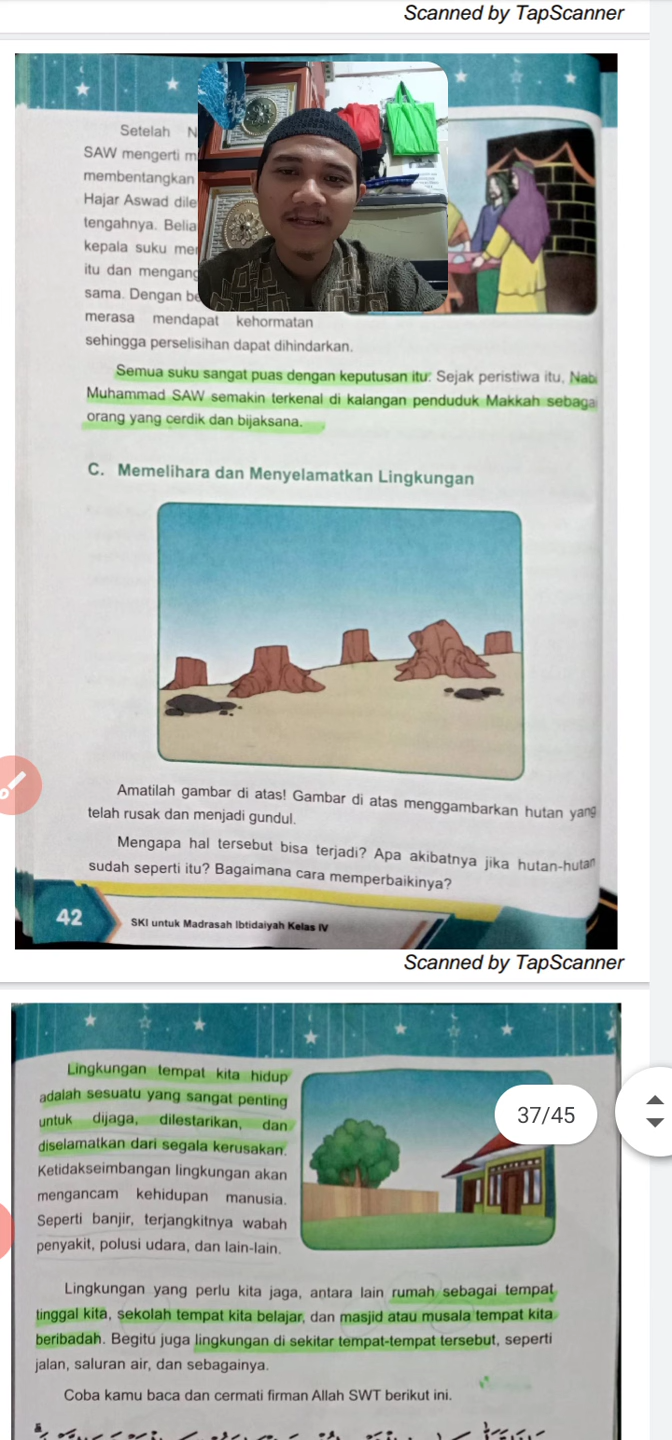 Scanned by TapScanner
Setelah N
SAW mengerti m
membentangkan
Hajar Aswad dile
tengahnya. Belia
kepala suku me
itu dan mengang
sama. Dengan be
merasa mendapat kehormatan
sehingga perselisihan dapat dihindarkan.
Semua suku sangat puas dengan keputusan itu. Sejak peristiwa itu, Nabi
Muhammad SAW semakin terkenal di kalangan penduduk Makkah sebagai
orang yang cerdik dan bijaksana.
C. Memelihara dan Menyelamatkan Lingkungan
Amatilah gambar di atas! Gambar di atas menggambarkan hutan yang
telah rusak dan menjadi gundul.
Mengapa hal tersebut bisa terjadi? Apa akibatnya jika hutan-hutan
sudah seperti itu? Bagaimana cara memperbaikinya?
42
SKI untuk Madrasah Ibtidaiyah Kelas IV
Scanned by TapScanner
Lingkungan tempat kita hidup
adalah sesuatu yang sangat penting
untuk dijaga, dilestarikan, dan
diselamatkan dari segala kerusakan.
Ketidakseimbangan lingkungan akan
mengancam kehidupan manusia.
Seperti banjir, terjangkitnya wabah
penyakit, polusi udara, dan lain-lain.
37/45
Lingkungan yang perlu kita jaga, antara lain rumah sebagai tempat
tinggal kita, sekolah tempat kita belajar, dan masjid atau musala tempat kita
beribadah. Begitu juga lingkungan di sekitar tempat-tempat tersebut, seperti
jalan, saluran air, dan sebagainya.
Coba kamu baca dan cermati firman Allah SWT berikut ini.